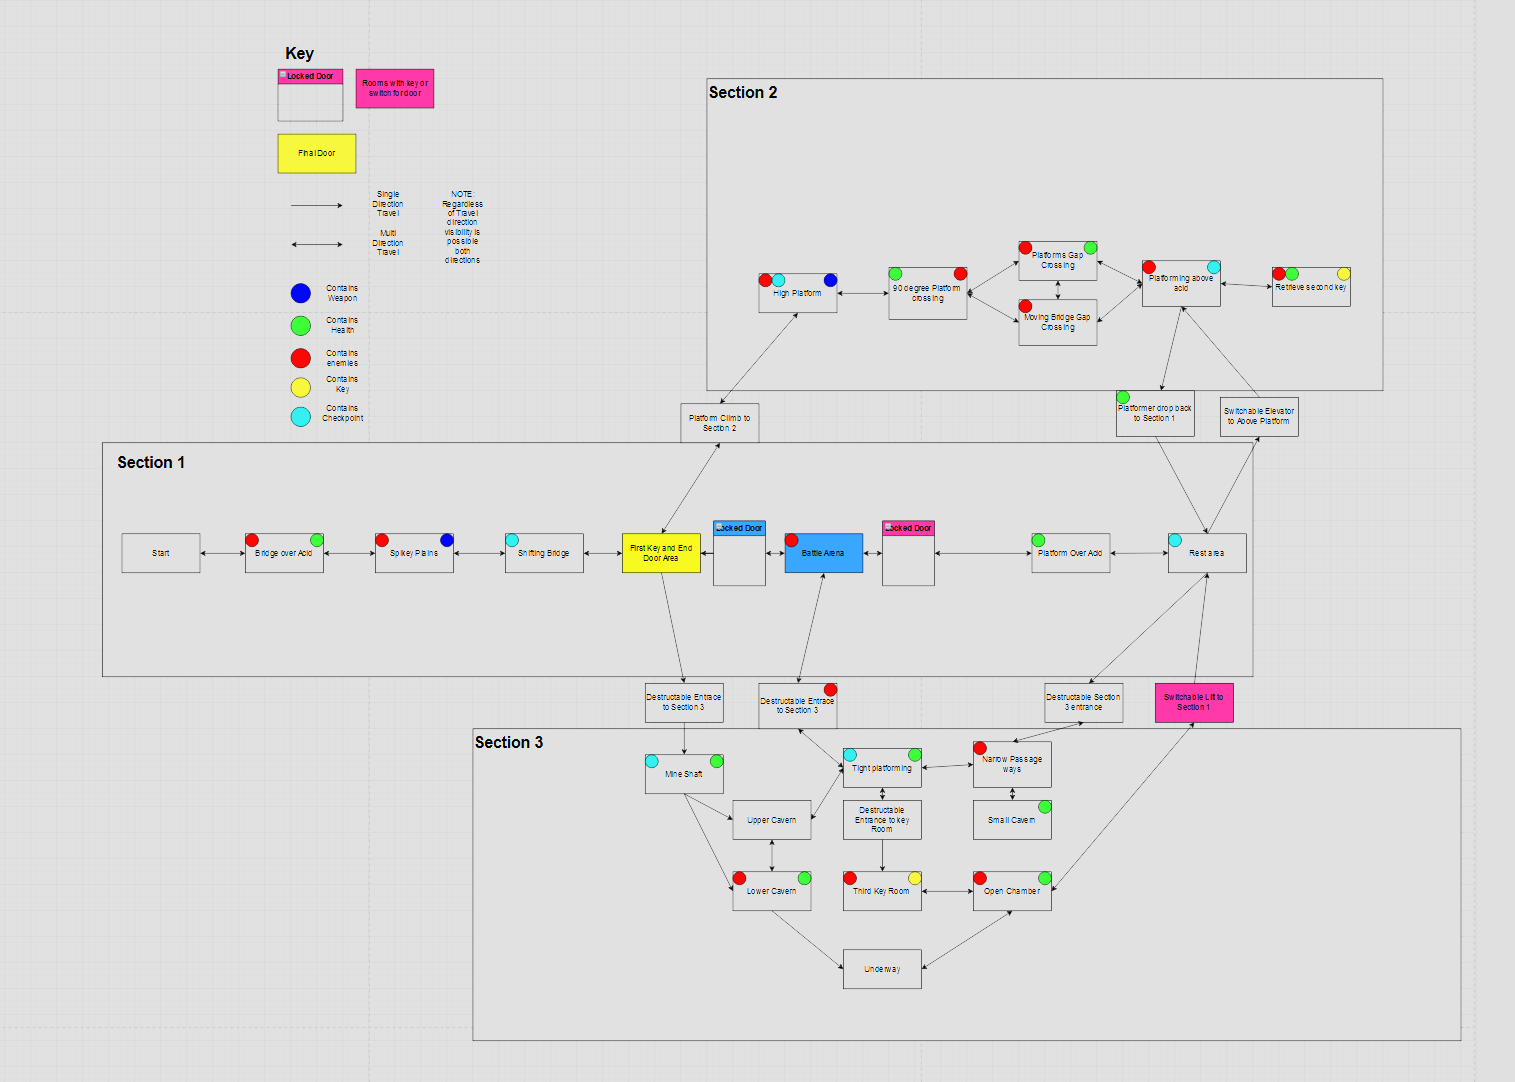 Key
Locked Door
Rooms with key or
switch for door
Final Door
Single
Direction
Travel
NOTE:
Regardless
of Travel
direction
visibility is
possible
both
directions
Multi
Direction
Travel
Contains
Weapon
Contains
Health
Contains
enemies
Contains
Key
Contains
Checkpoint
Section 2
Platforms Gap
Crossing
High Platform
90 degree Platform
crossing
Moving Bridge Gap
Crossing
Platforming above
acid
Retrieve second key
Platform Climb to
Section 2
Platformer drop back
to Section 1
Switchable Elevator
to Above Platform
Section 1
Start
Bridge over Acid
Spikey Plains
Shifting Bridge
First Key and End
Door Area
Locked Door
Battle Arena
Locked Door
Platform Over Acid
Rest area
Destructable Entrace
to Section 3
Destructable Entrace
to Section 3
Destructable Section
3 entrance
Switchable Lift to
Section 1
Section 3
Mine Shaft
Tight platforming
Narrow Passage
ways
Upper Cavern
Destructable
Entrance to key
Room
Small Cavern
Lower Cavern
Third Key Room
Open Chamber
Underway